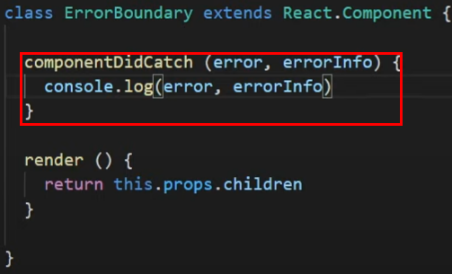 class ErrorBoundary extends React.Component {
componentDidCatch (error, errorInfo) {
console.log(error, errorInfo)
}
render () {
return this.props.children
}
}